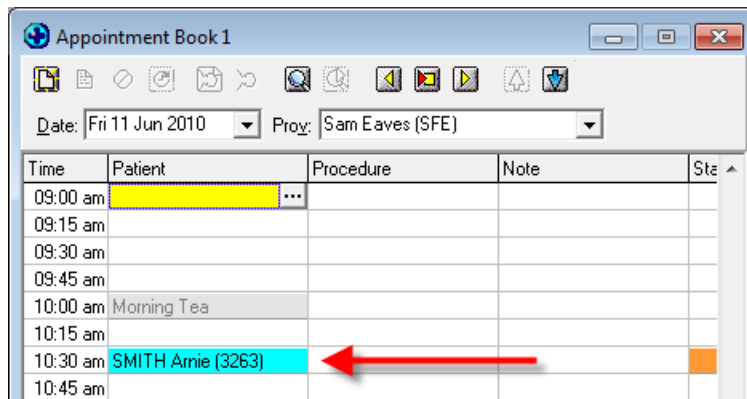 Appointment Book 1
Date: Fri 11 Jun 2010 Prov: Sam Eaves (SFE)
Time Patient Procedure Note Sta
09:00 am ...
09:15 am
09:30 am
09:45 am
10:00 am Morning Tea
10:15 am
10:30 am SMITH Arnie (3263)
10:45 am